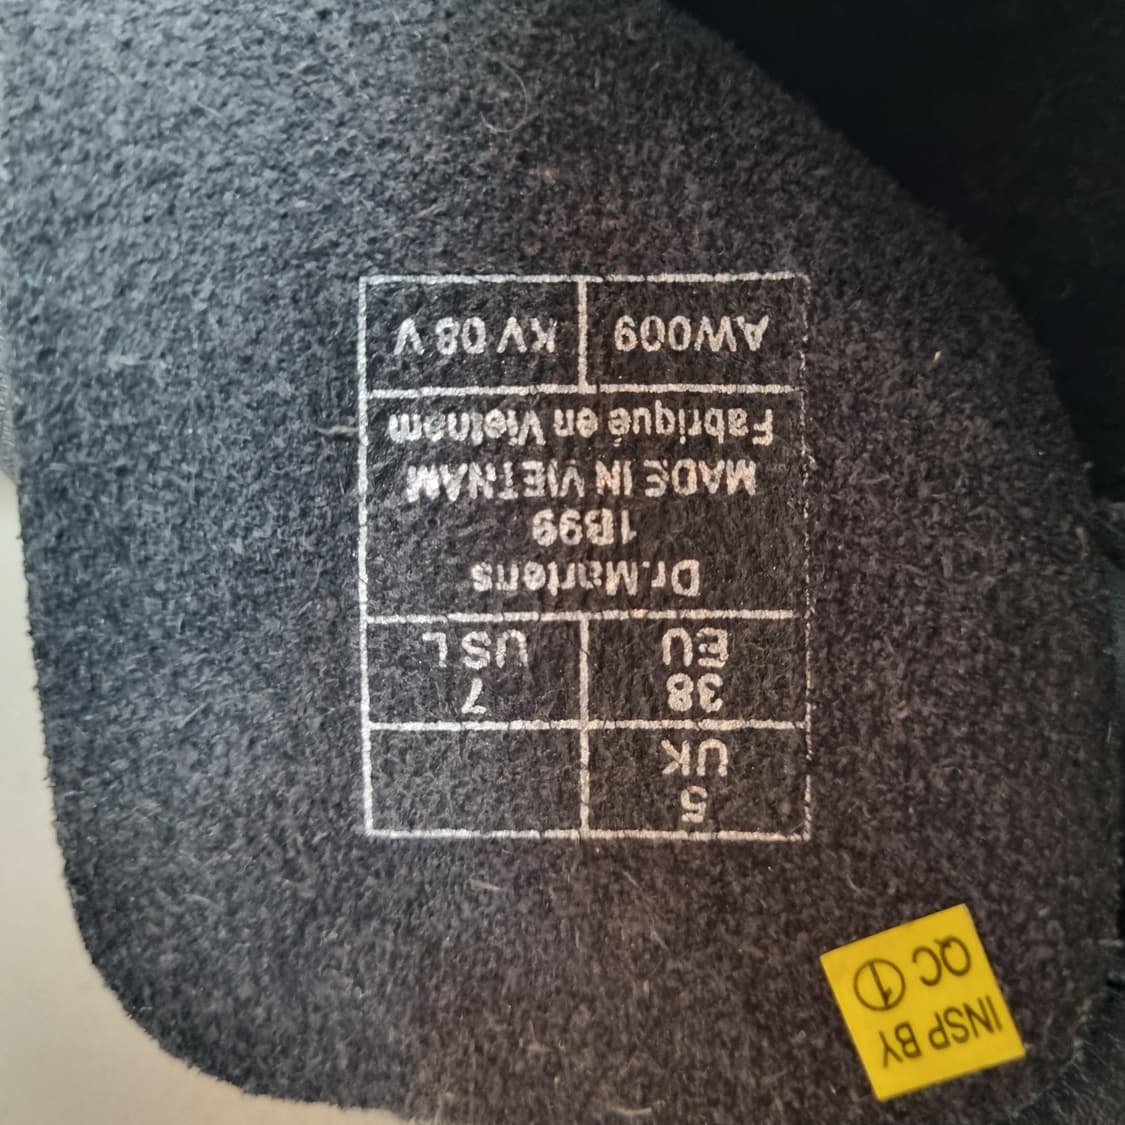 5
UK
38 7
EU US L
Dr.Martens
1B99
MADE IN VIETNAM
Fabriqué en Vietnam
AW009 KV 08 V
INSP BY
QC 1